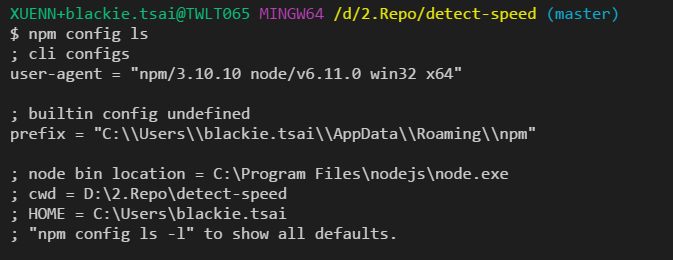 XUENN+blackie.tsai@TWLT065 MINGW64 /d/2.Repo/detect-speed (master)
$ npm config ls
; cli configs
user-agent = "npm/3.10.10 node/v6.11.0 win32 x64"

; builtin config undefined
prefix = "C:\\Users\\blackie.tsai\\AppData\\Roaming\\npm"

; node bin location = C:\Program Files\nodejs\node.exe
; cwd = D:\2.Repo\detect-speed
; HOME = C:\Users\blackie.tsai
; "npm config ls -l" to show all defaults.